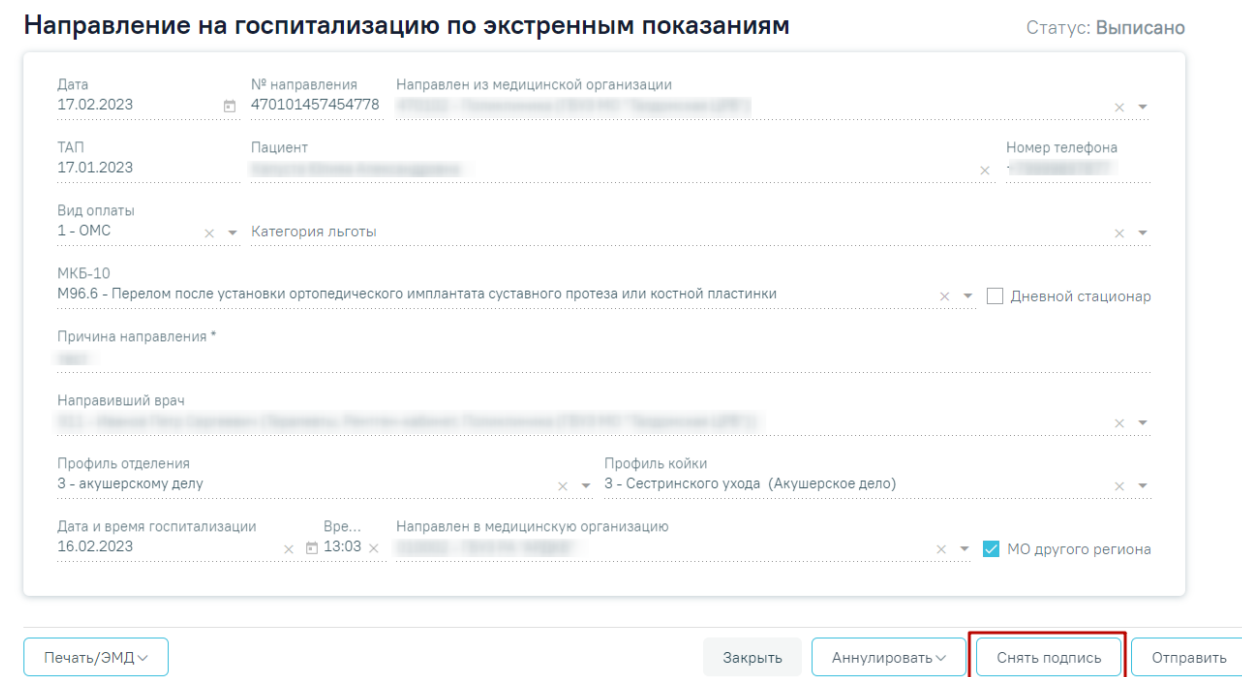 Направление на госпитализацию по экстренным показаниям Статус: Выписано
Дата № направления Направлен из медицинской организации
17.02.2023 470101457454778
ТАП Пациент Номер телефона
17.01.2023
Вид оплаты
1 - ОМС Категория льготы
МКБ-10
M96.6 - Перелом после установки ортопедического имплантата суставного протеза или костной пластинки Дневной стационар
Причина направления *
Направивший врач
Профиль отделения Профиль койки
3 - акушерскому делу 3 - Сестринского ухода (Акушерское дело)
Дата и время госпитализации Вре... Направлен в медицинскую организацию
16.02.2023 13:03 МО другого региона
Печать/ЭМД Закрыть Аннулировать Снять подпись Отправить